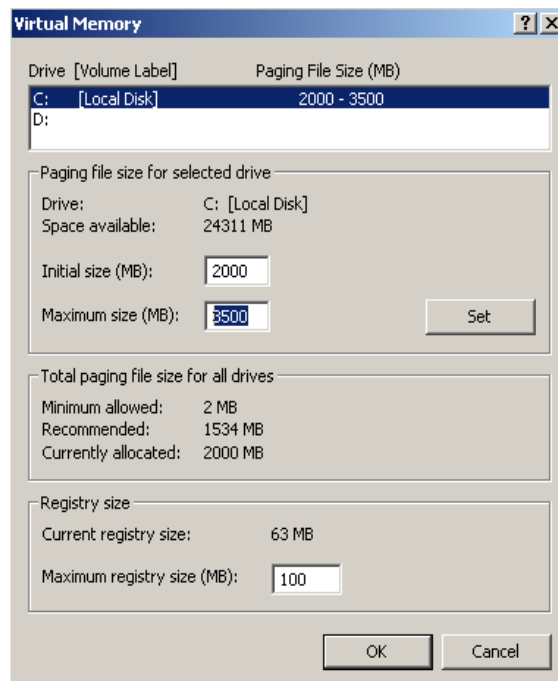 Virtual Memory
Drive [Volume Label] Paging File Size (MB)
C: [Local Disk] 2000 - 3500
D:
Paging file size for selected drive
Drive: C: [Local Disk]
Space available: 24311 MB
Initial size (MB): 2000
Maximum size (MB): 3500
Set
Total paging file size for all drives
Minimum allowed: 2 MB
Recommended: 1534 MB
Currently allocated: 2000 MB
Registry size
Current registry size: 63 MB
Maximum registry size (MB): 100
OK Cancel